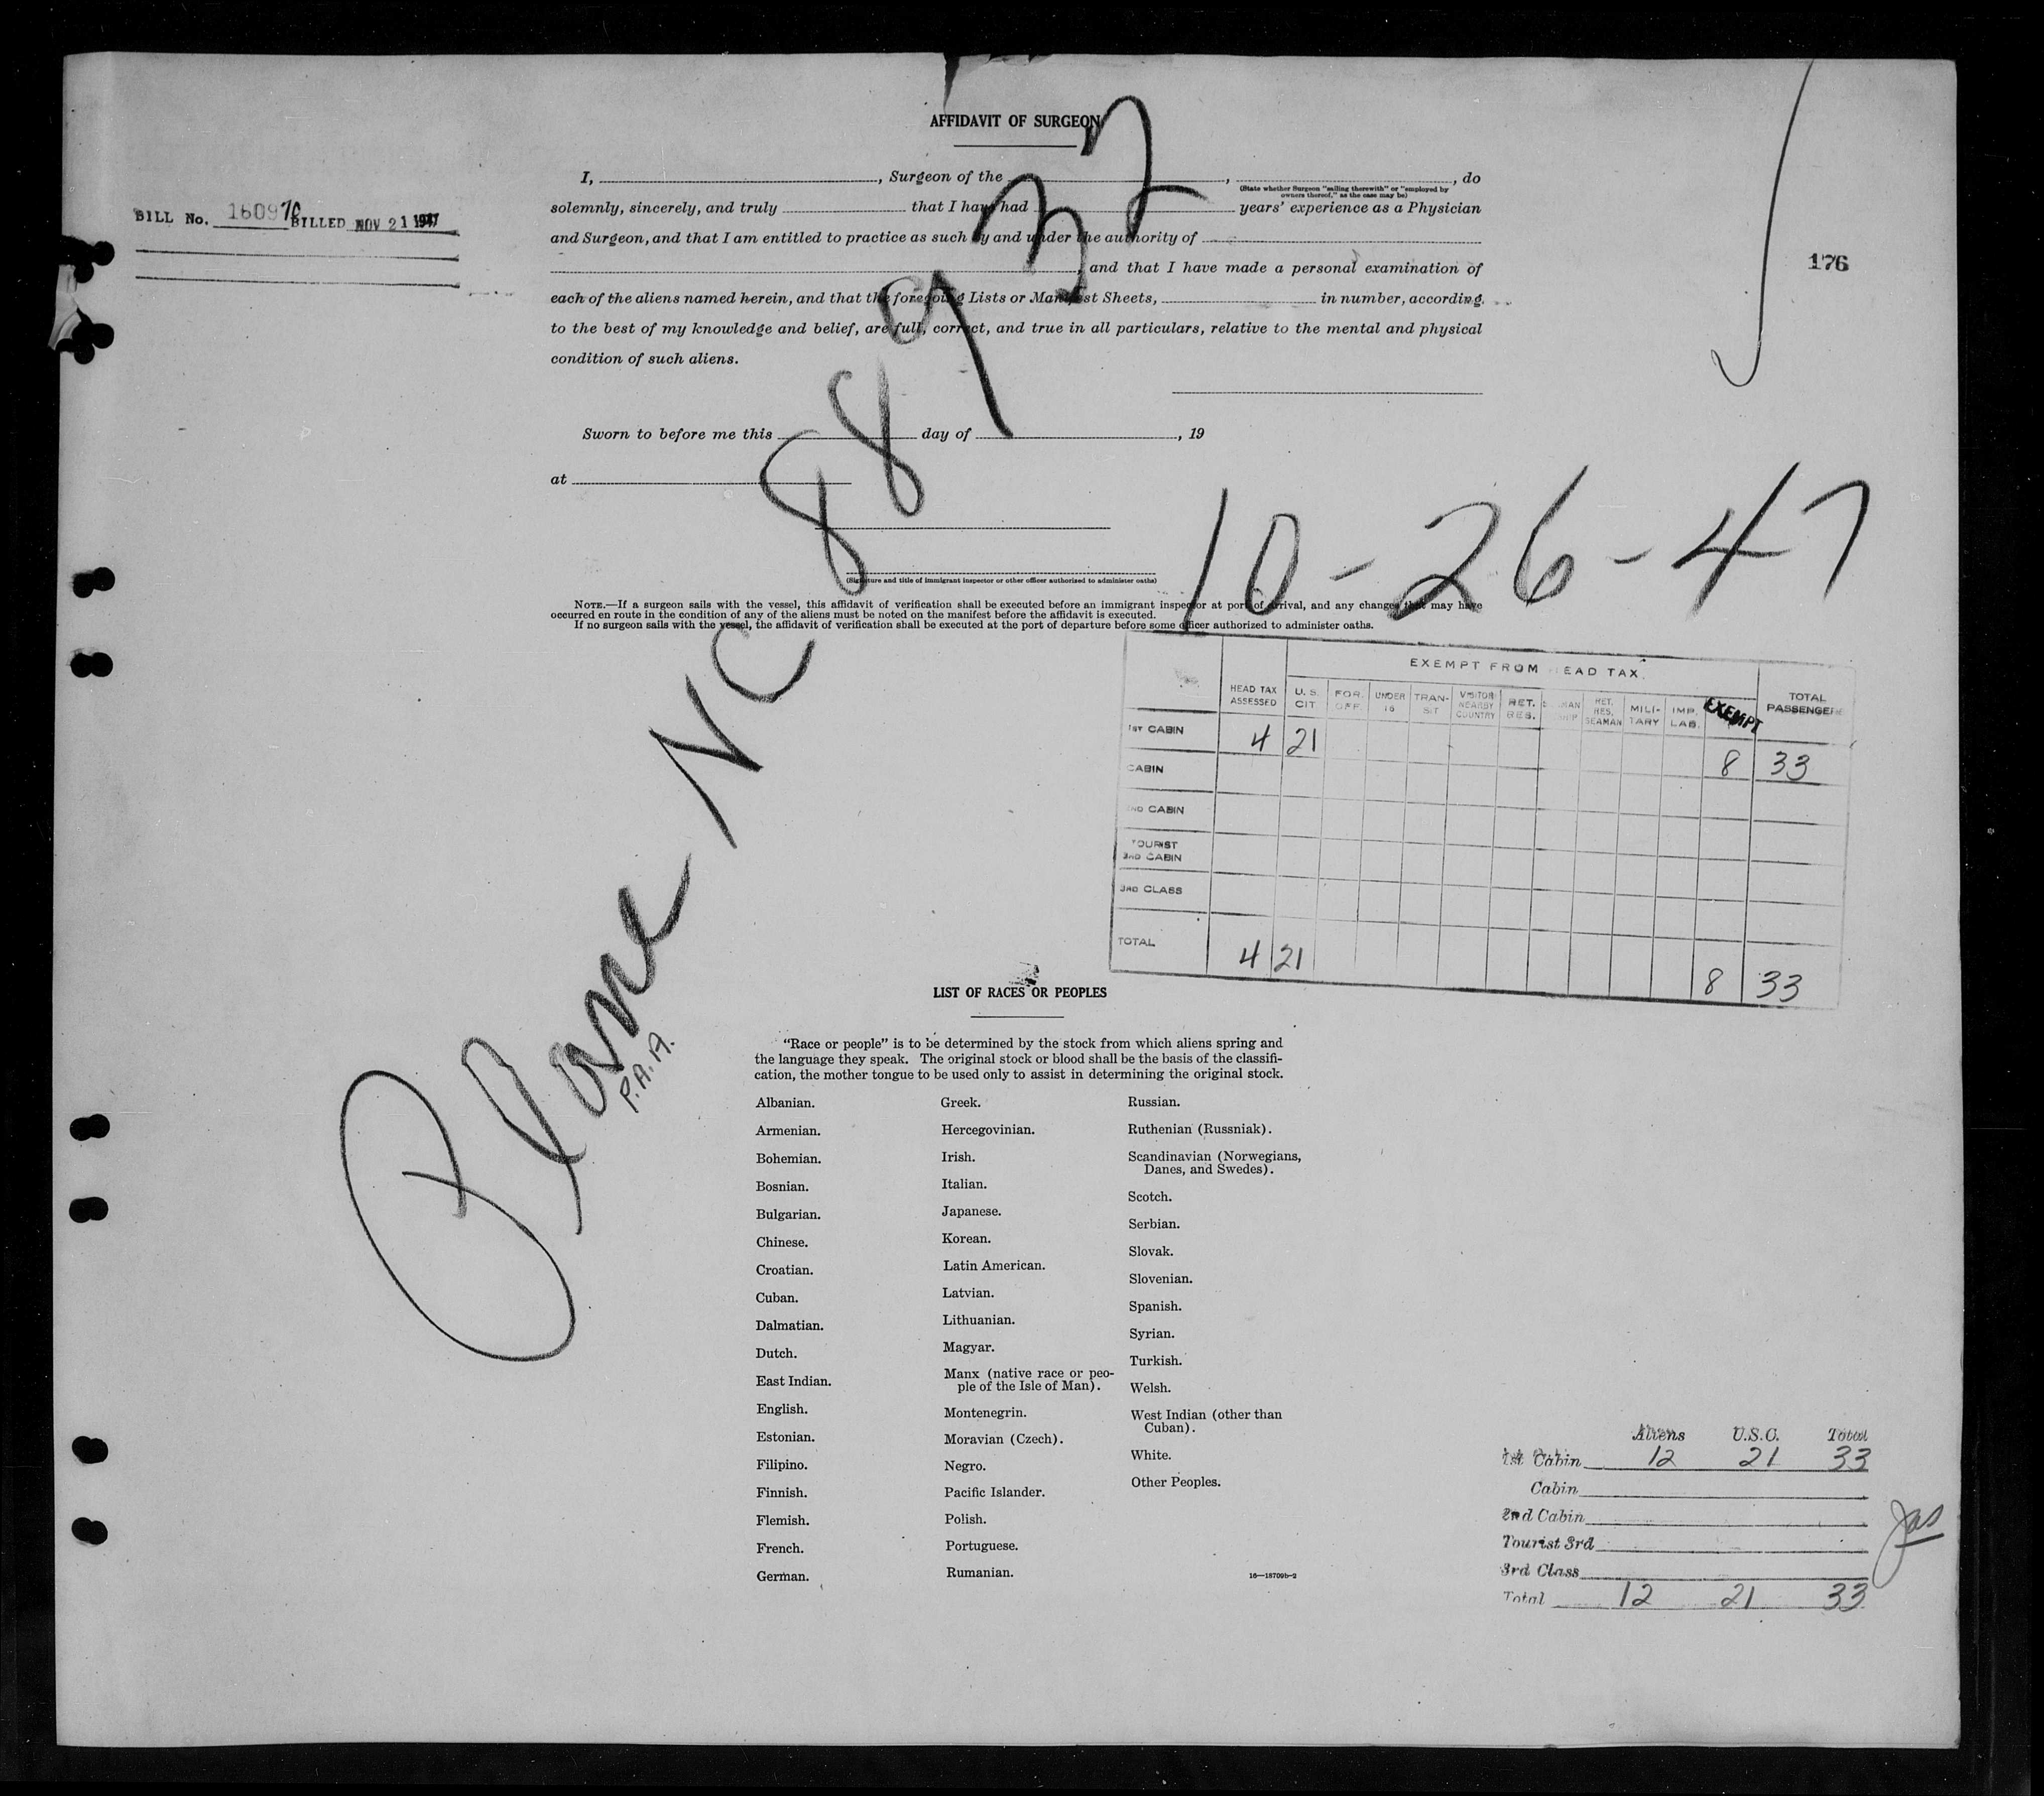 AFFIDAVIT OF SURGEON
I, , Surgeon of the , , do
(State whether Surgeon "sailing therewith" or "employed by
owners thereof," as the case may be)
solemnly, sincerely, and truly that I have had years' experience as a Physician
and Surgeon, and that I am entitled to practice as such by and under the authority of
, and that I have made a personal examination of
each of the aliens named herein, and that the foregoing Lists or Manifest Sheets, in number, according
to the best of my knowledge and belief, are full, correct, and true in all particulars, relative to the mental and physical
condition of such aliens.
BILL No. 160976 BILLED NOV 21 1947
176
Sworn to before me this day of , 19
at
(Signature and title of immigrant inspector or other officer authorized to administer oaths)
NOTE.—If a surgeon sails with the vessel, this affidavit of verification shall be executed before an immigrant inspector at port of arrival, and any changes that may have
occurred en route in the condition of any of the aliens must be noted on the manifest before the affidavit is executed.
If no surgeon sails with the vessel, the affidavit of verification shall be executed at the port of departure before some officer authorized to administer oaths.
Plane NC 88932
P.A.A.
10-26-47
EXEMPT FROM HEAD TAX
HEAD TAX ASSESSED U.S. CIT FOR. OFF. UNDER 16 TRAN-SIT VISITOR NEARBY COUNTRY RET. RES. RET. RES. SEAMAN MILI-TARY IMP. LAB. EXEMPT TOTAL PASSENGERS
1ST CABIN 4 21 8 33
CABIN
2ND CABIN
TOURIST 3RD CABIN
3RD CLASS
TOTAL 4 21 8 33
LIST OF RACES OR PEOPLES
"Race or people" is to be determined by the stock from which aliens spring and
the language they speak. The original stock or blood shall be the basis of the classifi-
cation, the mother tongue to be used only to assist in determining the original stock.
Albanian.
Armenian.
Bohemian.
Bosnian.
Bulgarian.
Chinese.
Croatian.
Cuban.
Dalmatian.
Dutch.
East Indian.
English.
Estonian.
Filipino.
Finnish.
Flemish.
French.
German.
Greek.
Hercegovinian.
Irish.
Italian.
Japanese.
Korean.
Latin American.
Latvian.
Lithuanian.
Magyar.
Manx (native race or peo-
ple of the Isle of Man).
Montenegrin.
Moravian (Czech).
Negro.
Pacific Islander.
Polish.
Portuguese.
Rumanian.
Russian.
Ruthenian (Russniak).
Scandinavian (Norwegians,
Danes, and Swedes).
Scotch.
Serbian.
Slovak.
Slovenian.
Spanish.
Syrian.
Turkish.
Welsh.
West Indian (other than
Cuban).
White.
Other Peoples.
16—18709b-2
Aliens U.S.C. Total
1st Cabin 12 21 33
Cabin
2nd Cabin
Tourist 3rd
3rd Class
Total 12 21 33